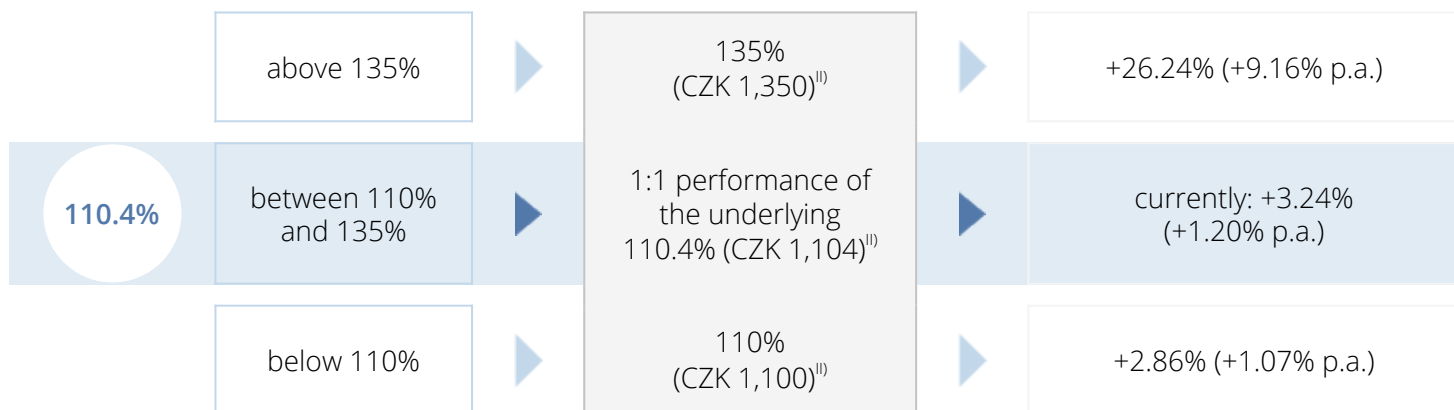 above 135%
135%
(CZK 1,350)II)
+26.24% (+9.16% p.a.)
110.4%
between 110%
and 135%
1:1 performance of
the underlying
110.4% (CZK 1,104)II)
currently: +3.24%
(+1.20% p.a.)
below 110%
110%
(CZK 1,100)II)
+2.86% (+1.07% p.a.)